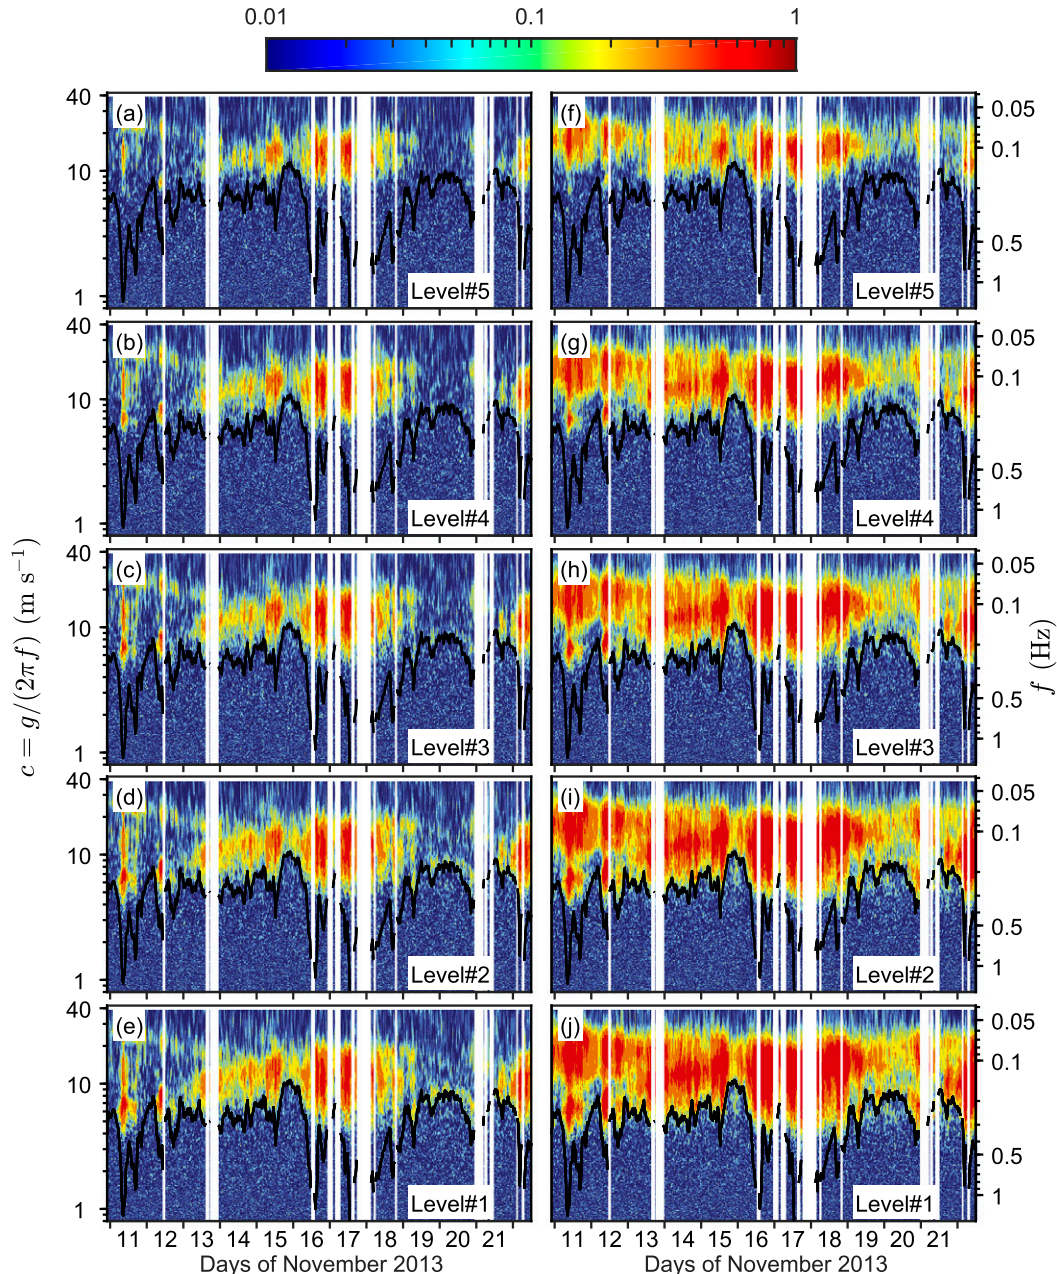 0.01 0.1 1
40 (a) (f) 0.05
10 0.1
0.5
1 Level#5 Level#5 1
40 (b) (g) 0.05
10 0.1
0.5
1 Level#4 Level#4 1
40 (c) (h) 0.05
10 0.1
0.5
1 Level#3 Level#3 1
40 (d) (i) 0.05
10 0.1
0.5
1 Level#2 Level#2 1
40 (e) (j) 0.05
10 0.1
0.5
1 Level#1 Level#1 1
c = g/(2πf) (m s⁻¹)
f (Hz)
11 12 13 14 15 16 17 18 19 20 21 11 12 13 14 15 16 17 18 19 20 21
Days of November 2013 Days of November 2013